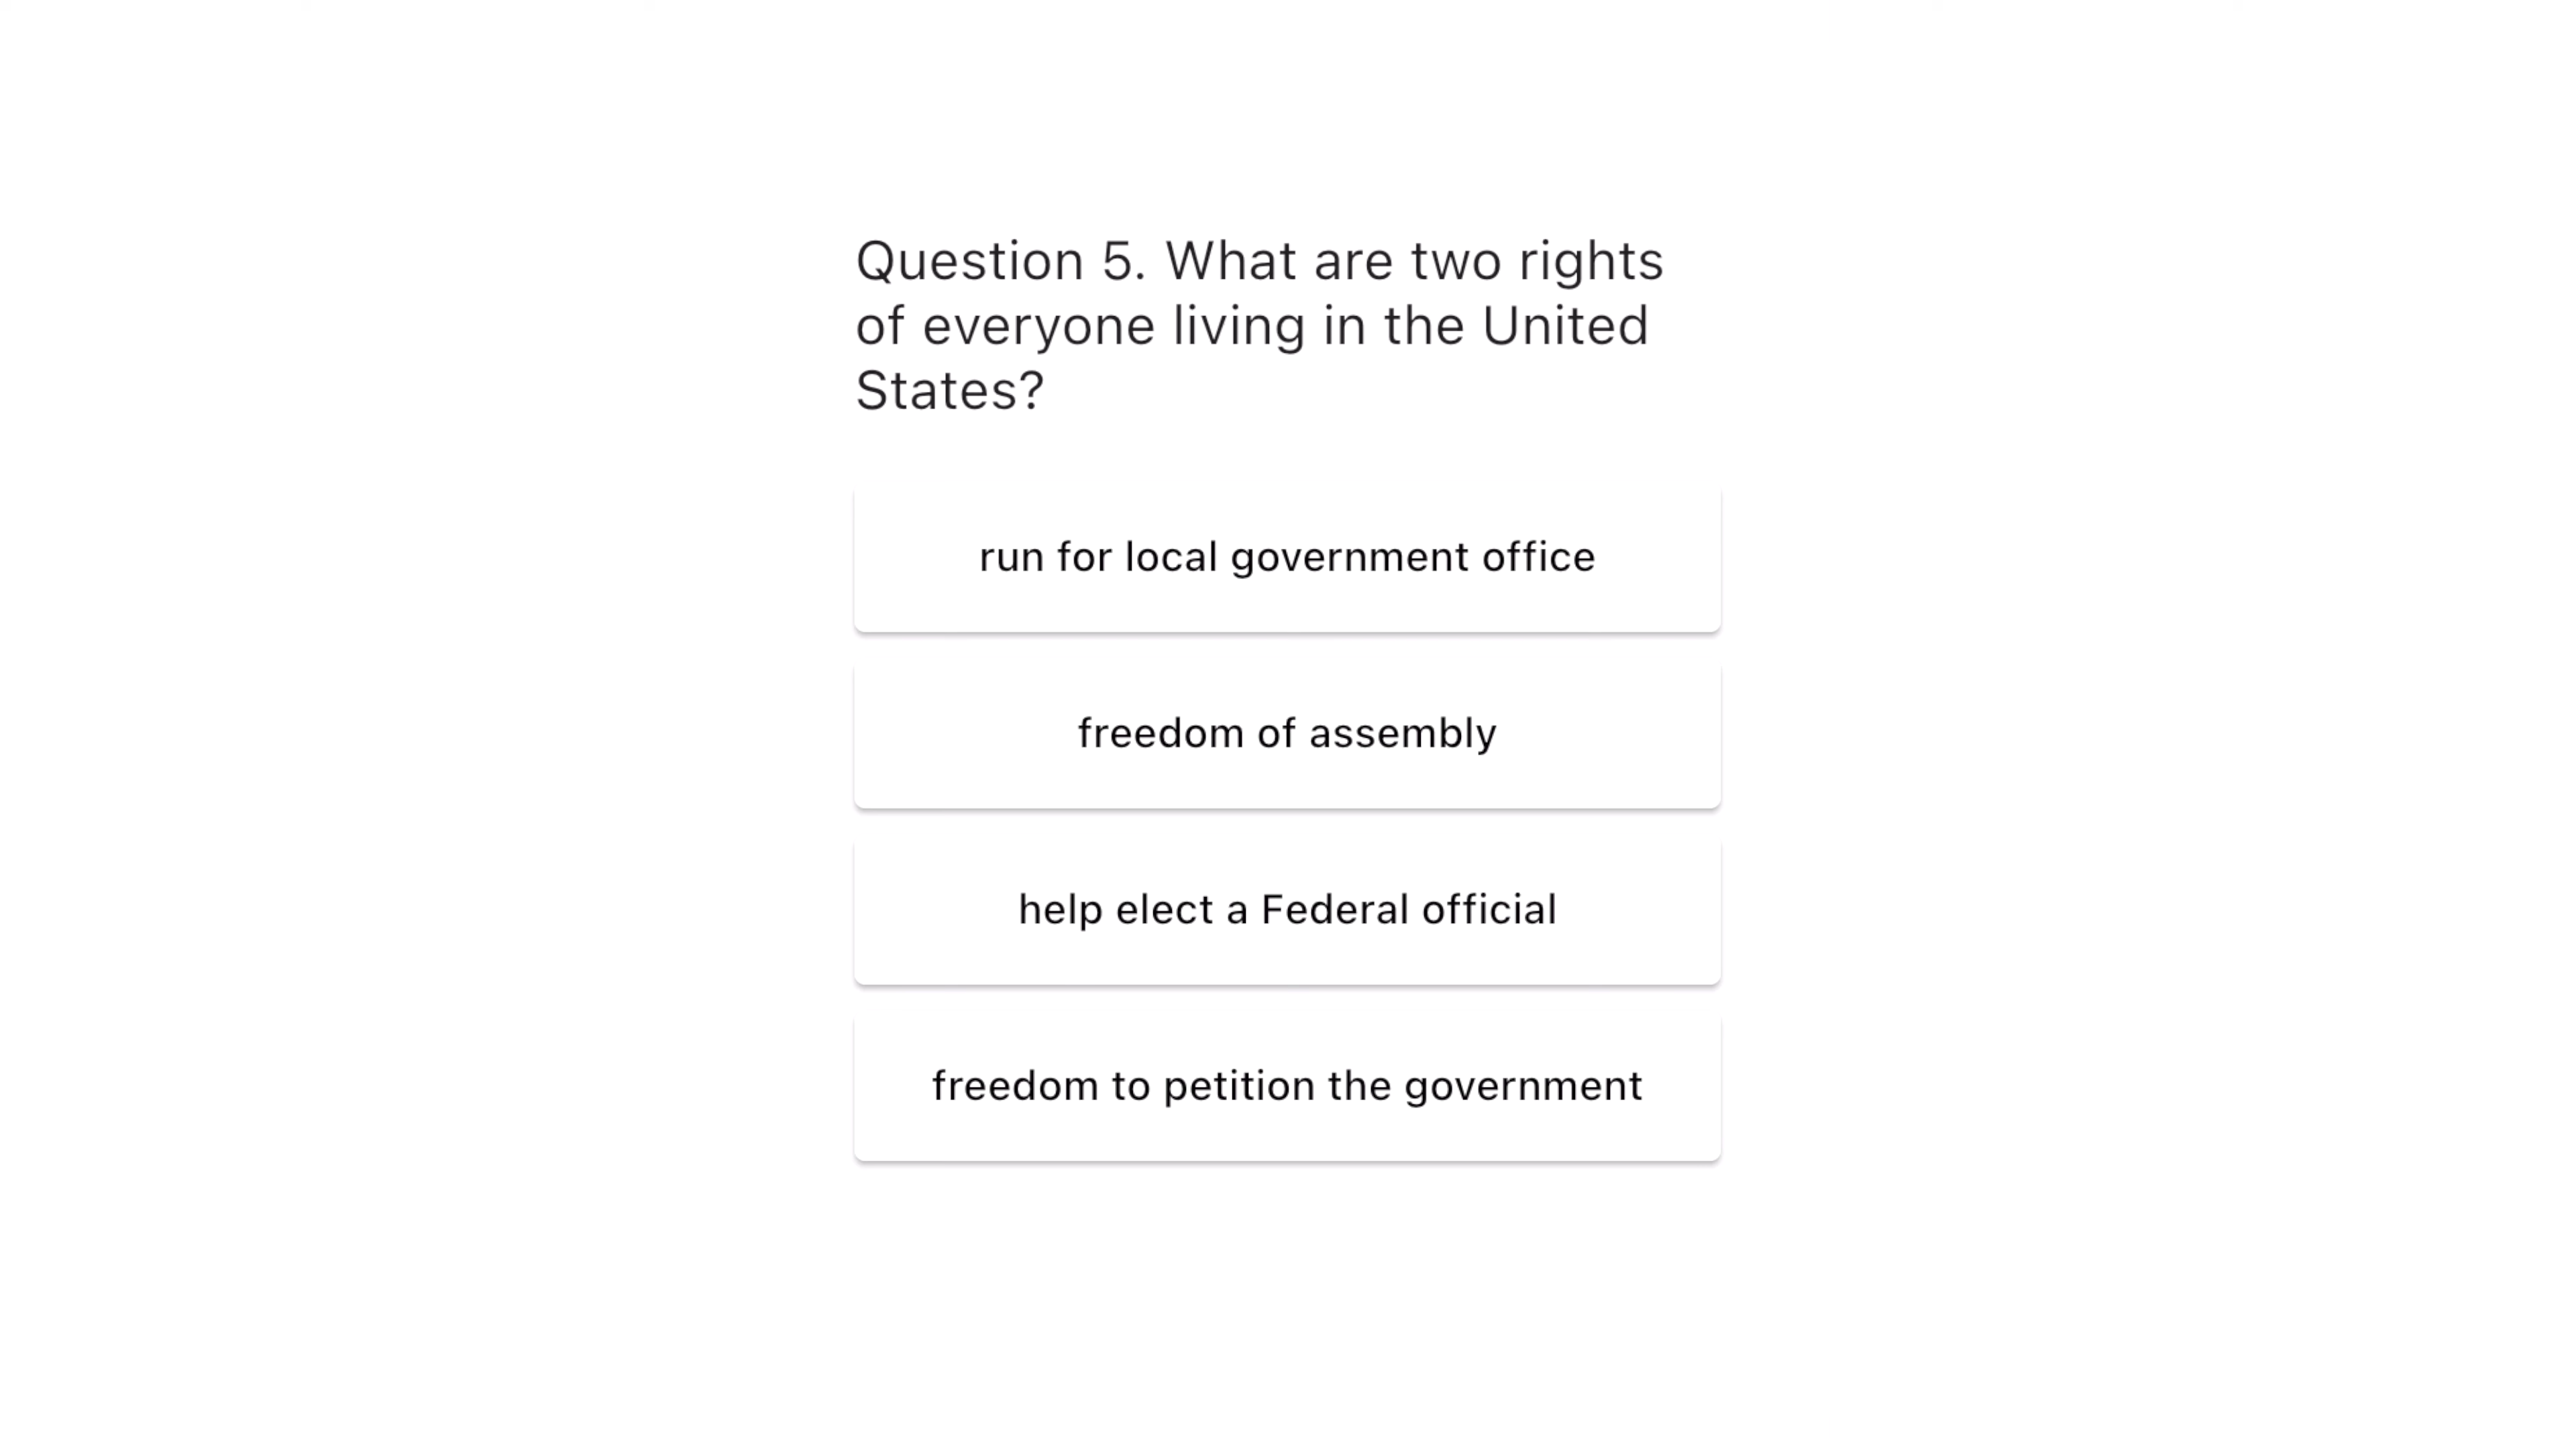 Question 5. What are two rights
of everyone living in the United
States?
run for local government office
freedom of assembly
help elect a Federal official
freedom to petition the government